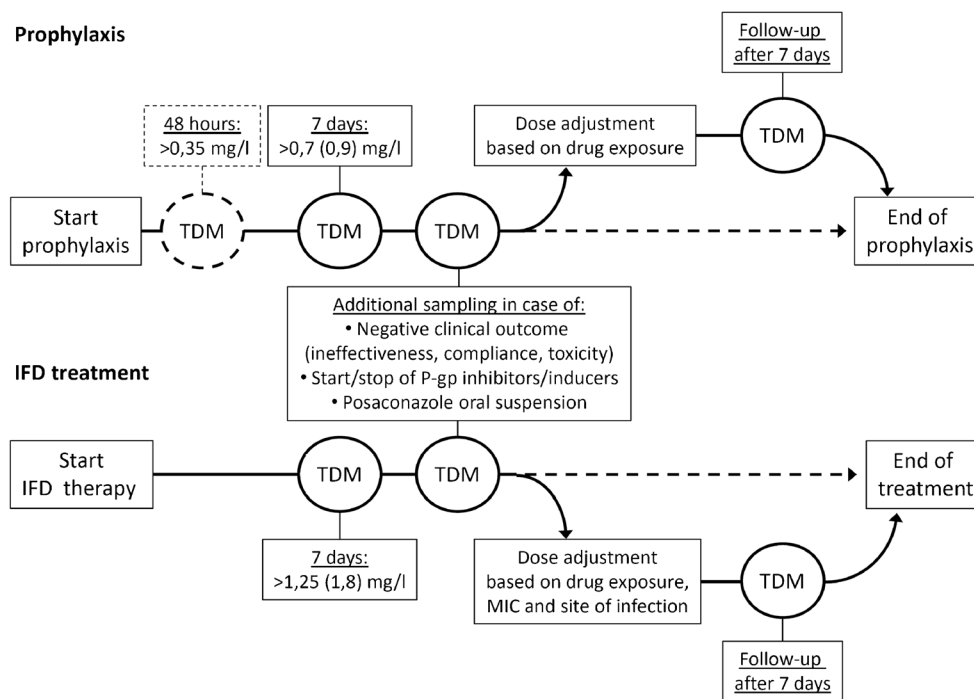 Prophylaxis
Follow-up
after 7 days
48 hours:
>0,35 mg/l
7 days:
>0,7 (0,9) mg/l
Dose adjustment
based on drug exposure
TDM
Start
prophylaxis
TDM
TDM
TDM
End of
prophylaxis
Additional sampling in case of:
• Negative clinical outcome
(ineffectiveness, compliance, toxicity)
• Start/stop of P-gp inhibitors/inducers
• Posaconazole oral suspension
IFD treatment
Start
IFD therapy
TDM
TDM
End of
treatment
7 days:
>1,25 (1,8) mg/l
Dose adjustment
based on drug exposure,
MIC and site of infection
TDM
Follow-up
after 7 days